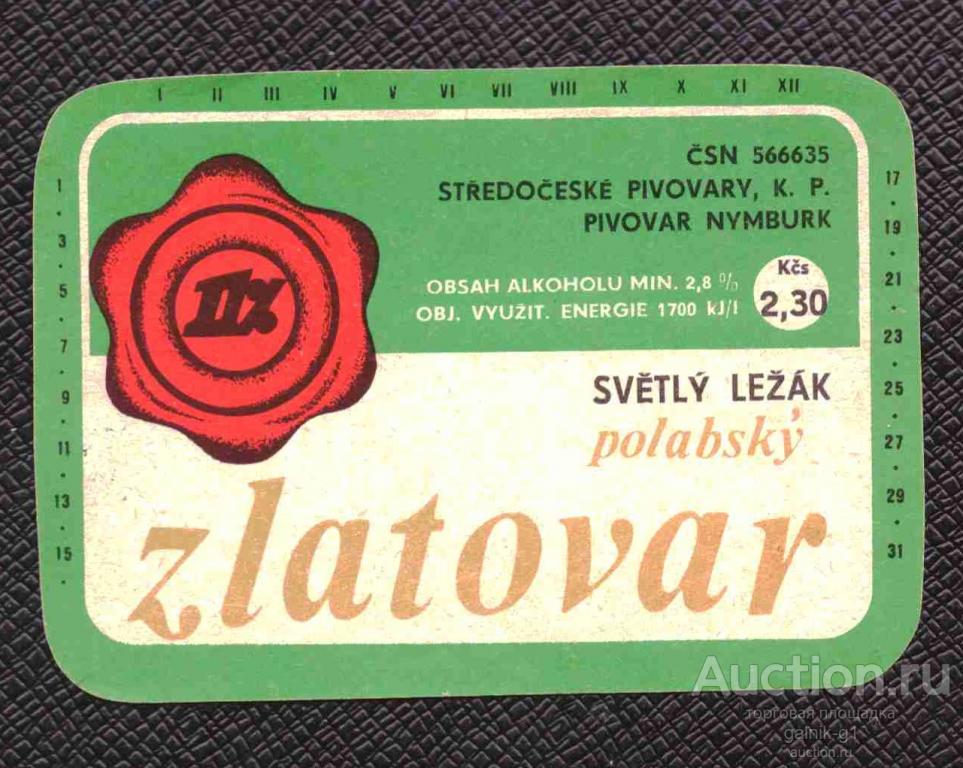 I II III IV V VI VII VIII IX X XI XII
1
·
3
·
5
·
7
·
9
·
11
·
13
·
15
·
11%
ČSN 566635
STŘEDOČESKÉ PIVOVARY, K. P.
PIVOVAR NYMBURK
OBSAH ALKOHOLU MIN. 2,8 %
OBJ. VYUŽIT. ENERGIE 1700 kJ/l
Kčs
2,30
SVĚTLÝ LEŽÁK
polabský
zlatovar
17
·
19
·
21
·
23
·
25
·
27
·
29
·
31
Auction.ru
торговая площадка
galnik-g1
auction.ru